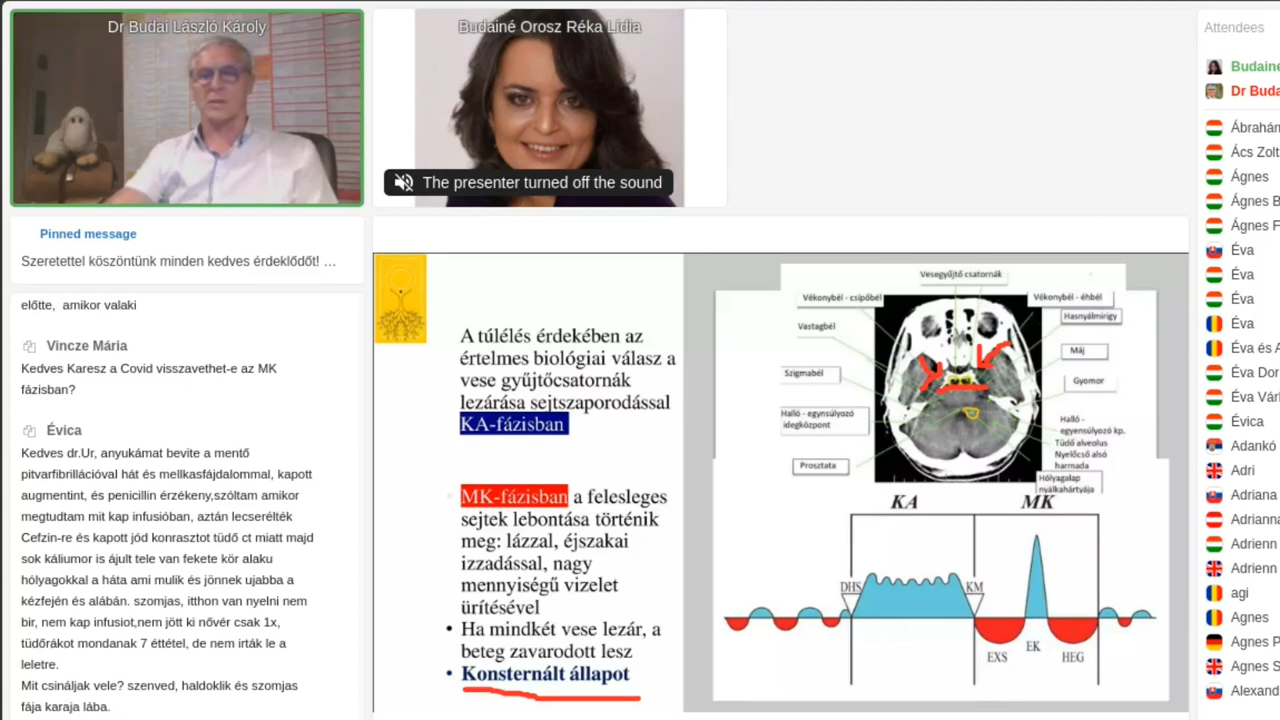 Dr Budai László Károly
Budainé Orosz Réka Lídia
The presenter turned off the sound
Pinned message
Szeretettel köszöntünk minden kedves érdeklődőt! …
előtte, amikor valaki
Vincze Mária
Kedves Karesz a Covid visszavethet-e az MK
fázisban?
Évica
Kedves dr.Ur, anyukámat bevite a mentő
pitvarfibrillációval hát és mellkasfájdalommal, kapott
augmentint, és penicillin érzékeny,szóltam amikor
megtudtam mit kap infusióban, aztán lecserélték
Cefzin-re és kapott jód konrasztot tüdő ct miatt majd
sok káliumor is ájult tele van fekete kör alaku
hólyagokkal a háta ami mulik és jönnek ujabba a
kézfején és alábán. szomjas, itthon van nyelni nem
bir, nem kap infusiot,nem jött ki nővér csak 1x,
tüdőrákot mondanak 7 éttétel, de nem irták le a
leletre.
Mit csináljak vele? szenved, haldoklik és szomjas
fája karaja lába.
A túlélés érdekében az
értelmes biológiai válasz a
vese gyűjtőcsatornák
lezárása sejtszaporodással
KA-fázisban
MK-fázisban a felesleges
sejtek lebontása történik
meg: lázzal, éjszakai
izzadással, nagy
mennyiségű vizelet
ürítésével
• Ha mindkét vese lezár, a
beteg zavarodott lesz
• Konsternált állapot
Vesegyűjtő csatornák
Vékonybél - csípőbél
Vékonybél - éhbél
Vastagbél
Hasnyálmirigy
Máj
Szigmabél
Gyomor
Halló - egynsúlyozó
idegközpont
Halló -
egyensúlyozó kp.
Tüdő alveolus
Nyelőcső alsó
harmada
Prosztata
Hólyagalap
nyálkahártyája
KA
MK
DHS
KM
EXS
EK
HEG
Attendees
Budainé
Dr Buda
Ábrahán
Ács Zolt
Ágnes
Ágnes B
Ágnes F
Éva
Éva
Éva
Éva
Éva és A
Éva Dor
Éva Várl
Évica
Adankó
Adri
Adriana
Adrianna
Adrienn
Adrienn
agi
Agnes
Agnes P
Agnes S
Alexand